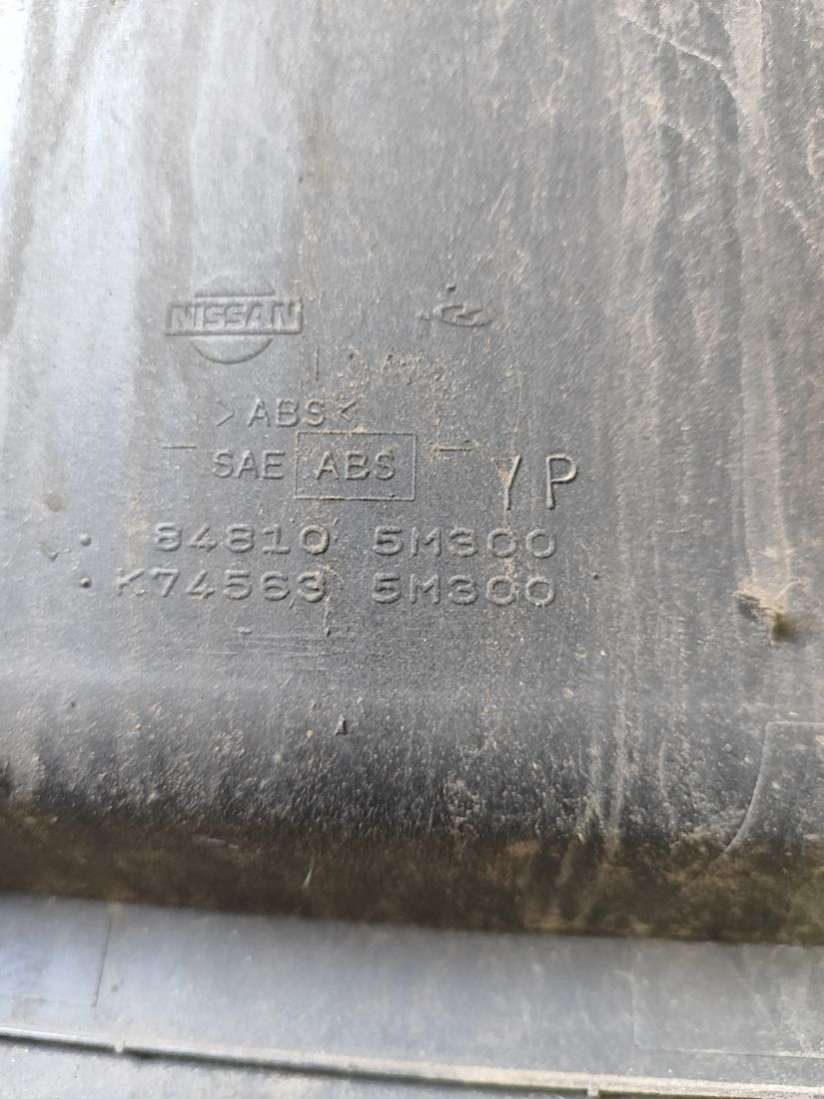 NISSAN
>ABS<
SAE ABS YP
84810 5M300
K74563 5M300